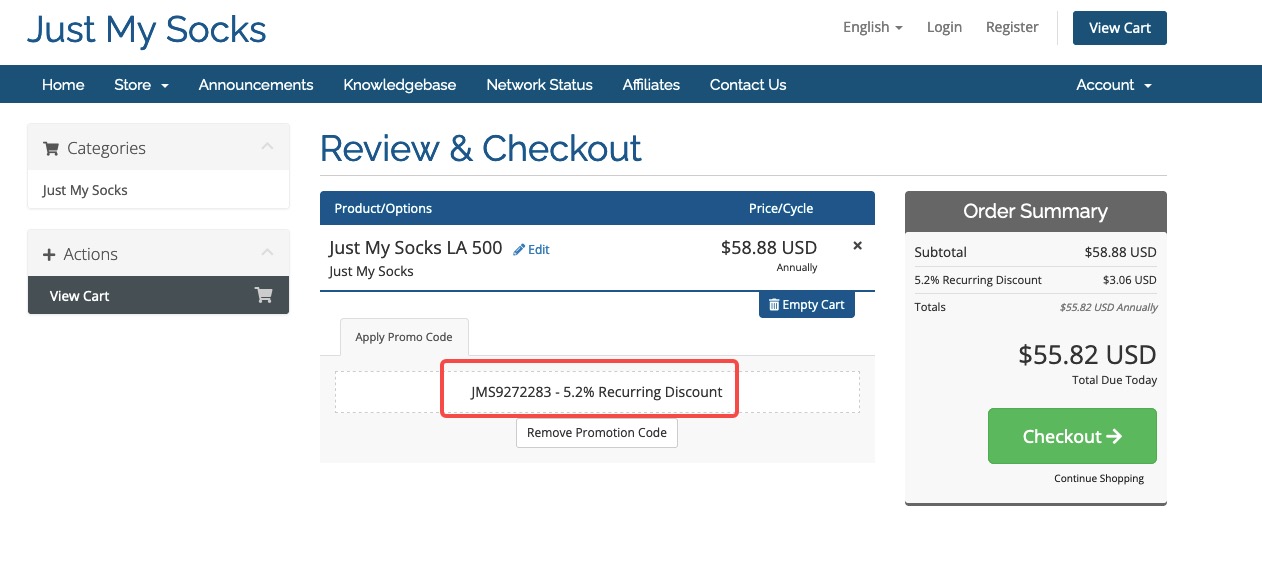 Just My Socks
English
Login
Register
View Cart
Home
Store
Announcements
Knowledgebase
Network Status
Affiliates
Contact Us
Account
Categories
Just My Socks
Actions
View Cart
Review & Checkout
Product/Options
Price/Cycle
Just My Socks LA 500
Edit
$58.88 USD
Just My Socks
Annually
Empty Cart
Apply Promo Code
JMS9272283 - 5.2% Recurring Discount
Remove Promotion Code
Order Summary
Subtotal
$58.88 USD
5.2% Recurring Discount
$3.06 USD
Totals
$55.82 USD Annually
$55.82 USD
Total Due Today
Checkout
Continue Shopping